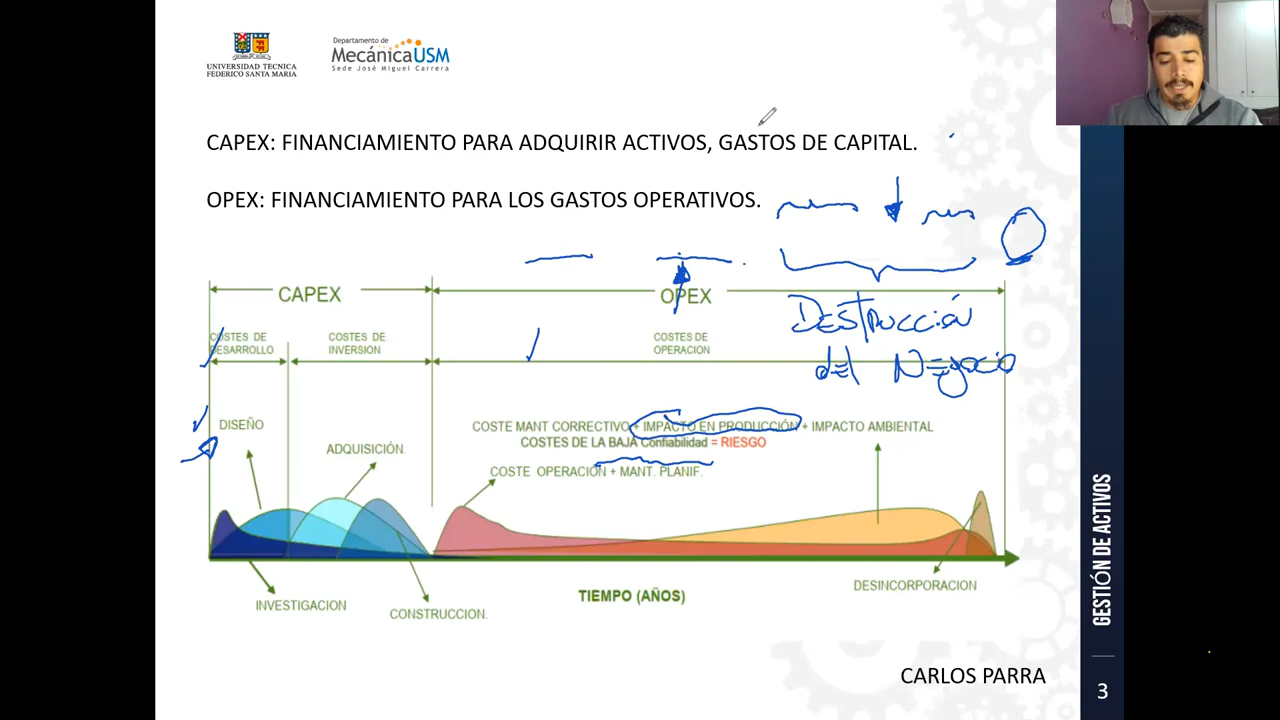 UNIVERSIDAD TECNICA
FEDERICO SANTA MARIA
Departamento de
MecánicaUSM
Sede José Miguel Carrera
CAPEX: FINANCIAMIENTO PARA ADQUIRIR ACTIVOS, GASTOS DE CAPITAL.
OPEX: FINANCIAMIENTO PARA LOS GASTOS OPERATIVOS.
CAPEX
OPEX
DESTRUCCIÓN
del Negocio
COSTES DE
DESARROLLO
COSTES DE
INVERSION
COSTES DE
OPERACION
DISEÑO
ADQUISICIÓN
COSTE MANT CORRECTIVO + IMPACTO EN PRODUCCIÓN + IMPACTO AMBIENTAL
COSTES DE LA BAJA Confiabilidad = RIESGO
COSTE OPERACIÓN + MANT. PLANIF.
INVESTIGACION
CONSTRUCCION.
TIEMPO (AÑOS)
DESINCORPORACION
GESTIÓN DE ACTIVOS
CARLOS PARRA
3